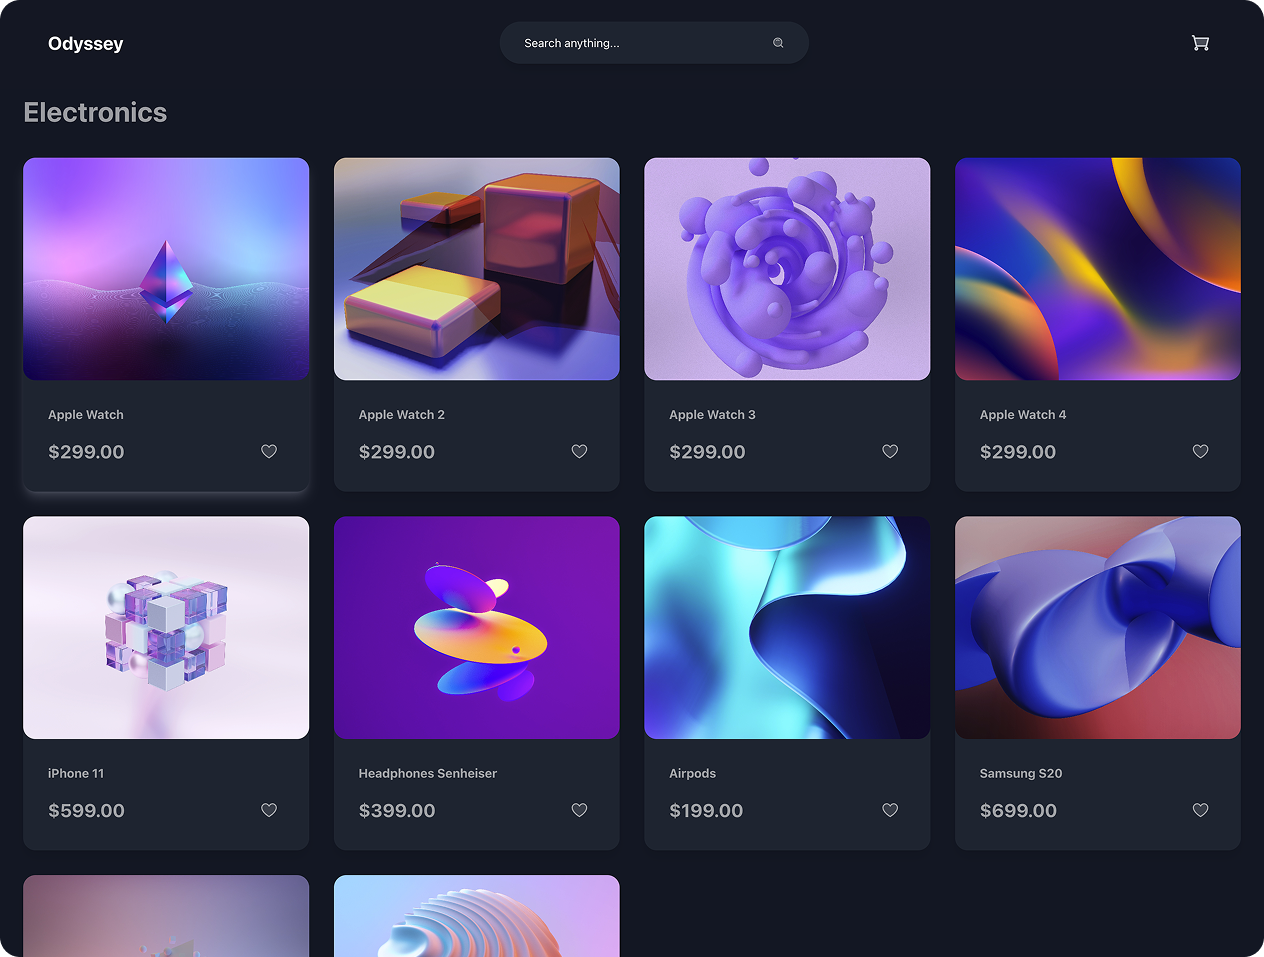 Odyssey
Search anything...
Electronics
Apple Watch
$299.00
Apple Watch 2
$299.00
Apple Watch 3
$299.00
Apple Watch 4
$299.00
iPhone 11
$599.00
Headphones Senheiser
$399.00
Airpods
$199.00
Samsung S20
$699.00